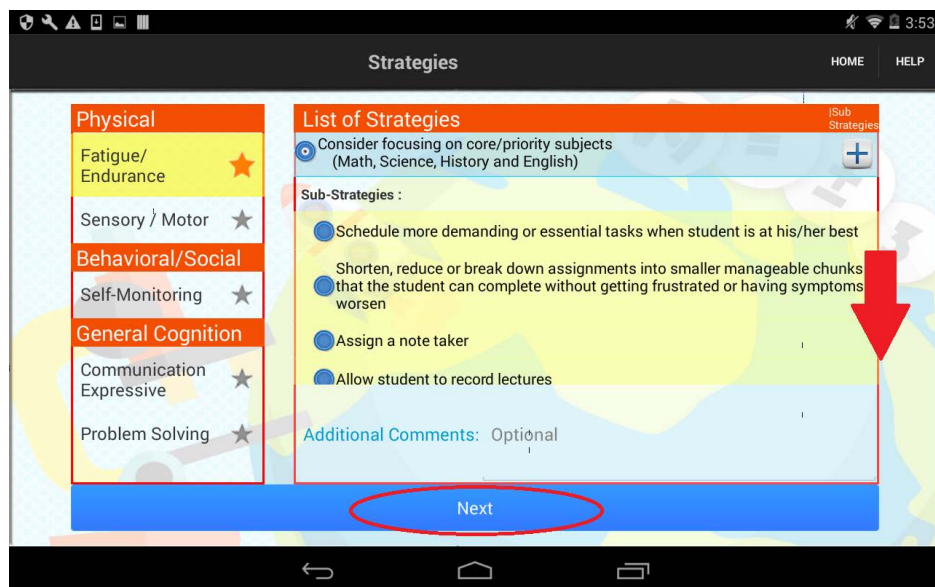 3:53
Strategies
HOME
HELP
Physical
Fatigue/
Endurance
Sensory / Motor
Behavioral/Social
Self-Monitoring
General Cognition
Communication
Expressive
Problem Solving
List of Strategies
|Sub
Strategies
Consider focusing on core/priority subjects
(Math, Science, History and English)
Sub-Strategies :
Schedule more demanding or essential tasks when student is at his/her best
Shorten, reduce or break down assignments into smaller manageable chunks
that the student can complete without getting frustrated or having symptoms
worsen
Assign a note taker
Allow student to record lectures
Additional Comments: Optional
Next